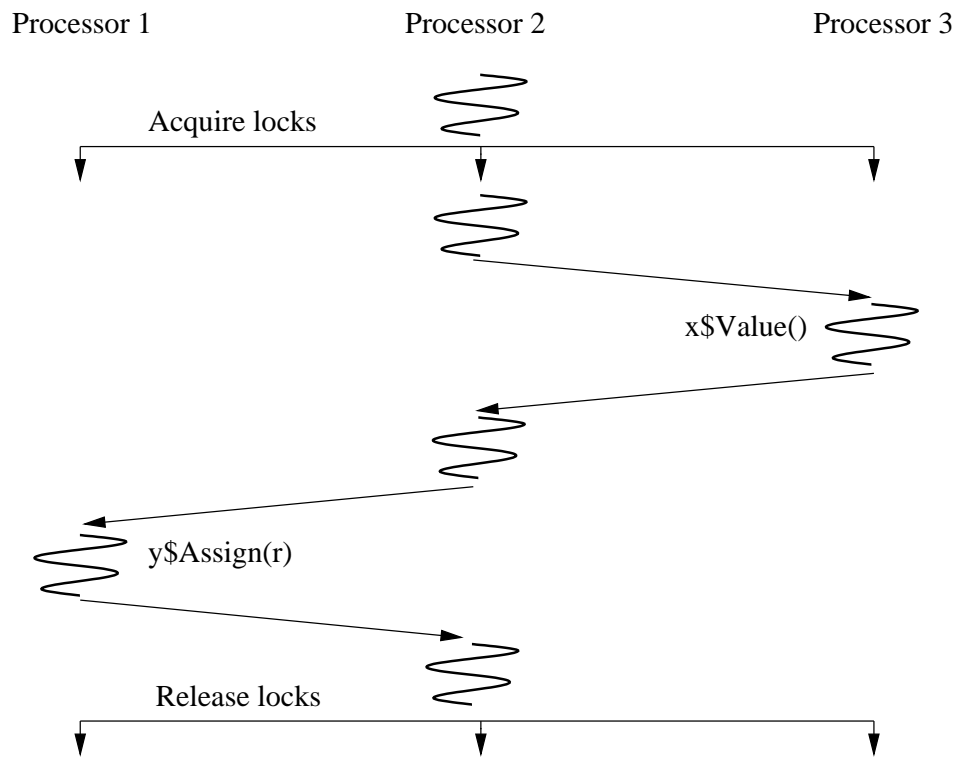 Processor 1
Processor 2
Processor 3
Acquire locks
x$Value()
y$Assign(r)
Release locks